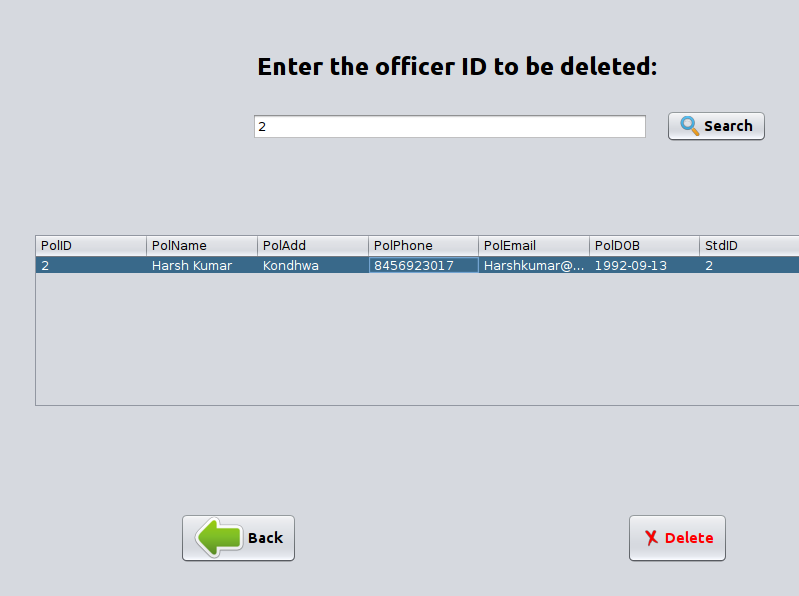 Enter the officer ID to be deleted:
2 Search
PolID PolName PolAdd PolPhone PolEmail PolDOB StdID
2 Harsh Kumar Kondhwa 8456923017 Harshkumar@... 1992-09-13 2
Back Delete